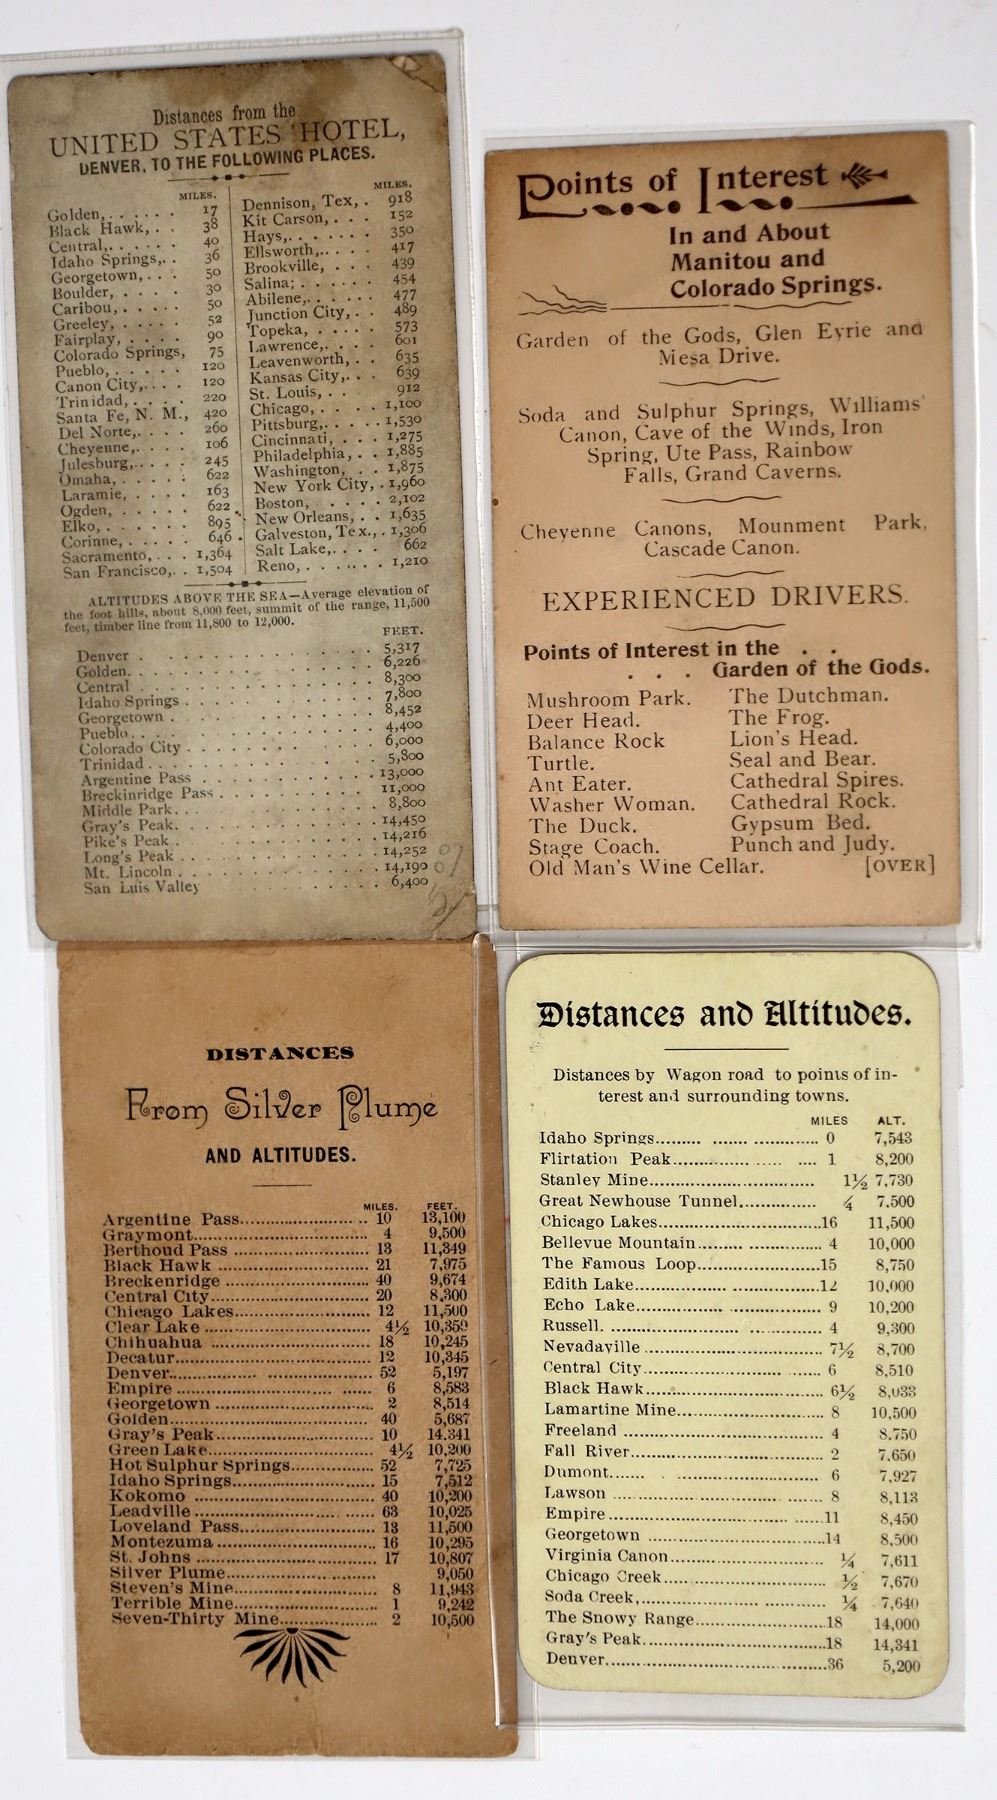 Distances from the
UNITED STATES HOTEL,
DENVER, TO THE FOLLOWING PLACES.
MILES.
Golden, . . . . . . 17
Black Hawk, . . 38
Central, . . . . . . 40
Idaho Springs, . . 36
Georgetown, . . . 50
Boulder, . . . . 30
Caribou, . . . . . 50
Greeley, . . . . . 52
Fairplay, . . . . 90
Colorado Springs, 75
Pueblo, . . . . . 120
Canon City, . . . . 120
Trinidad, . . . . 220
Santa Fe, N. M., 420
Del Norte, . . . . 260
Cheyenne, . . . . 106
Julesburg, . . . . 245
Omaha, . . . . . 622
Laramie, . . . . 163
Ogden, . . . . . 622
Elko, . . . . . . 895
Corinne, . . . . . 646
Sacramento, . . . 1,364
San Francisco, . . 1,504
MILES.
Dennison, Tex, . 918
Kit Carson, . . . 152
Hays, . . . . . . . 350
Ellsworth, . . . . . 417
Brookville, . . . 439
Salina; . . . . . . 454
Abilene, . . . . . . 477
Junction City, . . 489
Topeka, . . . . . 573
Lawrence, . . . . 601
Leavenworth, . . 635
Kansas City, . . . 639
St. Louis, . . . 912
Chicago, . . . . 1,100
Pittsburg, . . . . . 1,530
Cincinnati, . . . 1,275
Philadelphia, . . 1,885
Washington, . . 1,875
New York City, . 1,960
Boston, . . . . . 2,102
New Orleans, . . 1,635
Galveston, Tex., . 1,306
Salt Lake, . . . . 662
Reno, . . . . . . . 1,210
ALTITUDES ABOVE THE SEA—Average elevation of
the foot hills, about 8,000 feet, summit of the range, 11,500
feet, timber line from 11,800 to 12,000.
FEET.
Denver . . . . . . 5,317
Golden. . . . . . 6,226
Central . . . . . . 8,300
Idaho Springs . . . . . . 7,800
Georgetown . . . . . . 8,452
Pueblo . . . . . . 4,400
Colorado City . . . . . . 6,000
Trinidad . . . . . . 5,800
Argentine Pass . . . . . . 13,000
Breckinridge Pass . . . . . . 11,000
Middle Park. . . . . . 8,800
Gray's Peak. . . . . . 14,450
Pike's Peak . . . . . . 14,216
Long's Peak . . . . . . 14,252
Mt. Lincoln . . . . . . 14,190
San Luis Valley . . . . . . 6,400
Points of Interest
In and About
Manitou and
Colorado Springs.
Garden of the Gods, Glen Eyrie and
Mesa Drive.
Soda and Sulphur Springs, Williams'
Canon, Cave of the Winds, Iron
Spring, Ute Pass, Rainbow
Falls, Grand Caverns.
Cheyenne Canons, Mounment Park,
Cascade Canon.
EXPERIENCED DRIVERS.
Points of Interest in the . .
. . . Garden of the Gods.
Mushroom Park. The Dutchman.
Deer Head. The Frog.
Balance Rock Lion's Head.
Turtle. Seal and Bear.
Ant Eater. Cathedral Spires.
Washer Woman. Cathedral Rock.
The Duck. Gypsum Bed.
Stage Coach. Punch and Judy.
Old Man's Wine Cellar. [OVER]
DISTANCES
From Silver Plume
AND ALTITUDES.
MILES. FEET.
Argentine Pass........ 10 13,100
Graymont........ 4 9,500
Berthoud Pass ........ 13 11,349
Black Hawk ........ 21 7,975
Breckenridge ........ 40 9,674
Central City........ 20 8,300
Chicago Lakes........ 12 11,500
Clear Lake ........ 4½ 10,359
Chihuahua ........ 18 10,245
Decatur........ 12 10,345
Denver........ 52 5,197
Empire ........ 6 8,583
Georgetown ........ 2 8,514
Golden........ 40 5,687
Gray's Peak........ 10 14,341
Green Lake........ 4½ 10,200
Hot Sulphur Springs........ 52 7,725
Idaho Springs........ 15 7,512
Kokomo ........ 40 10,200
Leadville ........ 63 10,025
Loveland Pass........ 13 11,500
Montezuma ........ 16 10,295
St. Johns ........ 17 10,807
Silver Plume........ 9,050
Steven's Mine........ 8 11,943
Terrible Mine........ 1 9,242
Seven-Thirty Mine........ 2 10,500
Distances and Altitudes.
Distances by Wagon road to points of in-
terest and surrounding towns.
MILES ALT.
Idaho Springs........ 0 7,543
Flirtation Peak........ 1 8,200
Stanley Mine........ 1½ 7,730
Great Newhouse Tunnel........ ¼ 7.500
Chicago Lakes........16 11,500
Bellevue Mountain........ 4 10,000
The Famous Loop........15 8,750
Edith Lake........12 10,000
Echo Lake........ 9 10,200
Russell. ........ 4 9,300
Nevadaville ........ 7½ 8,700
Central City........ 6 8,510
Black Hawk........ 6½ 8,033
Lamartine Mine........ 8 10,500
Freeland ........ 4 8.750
Fall River........ 2 7.650
Dumont........ 6 7,927
Lawson ........ 8 8,113
Empire ........11 8,450
Georgetown ........14 8,500
Virginia Canon........ ¼ 7,611
Chicago Creek........ ½ 7,670
Soda Creek,........ ¼ 7,640
The Snowy Range........18 14,000
Gray's Peak........18 14,341
Denver........36 5,200